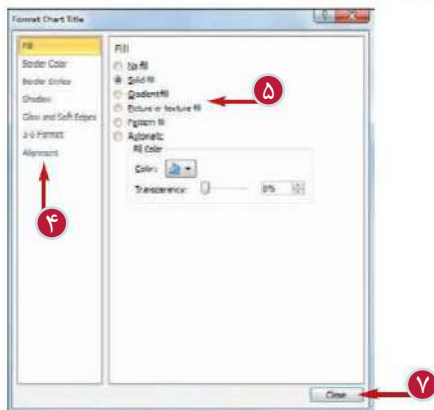 Format Chart Title
Fill
Border Color
Border Styles
Shadow
Glow and Soft Edges
3-D Format
Alignment
Fill
No fill
Solid fill
Gradient fill
Picture or texture fill
Pattern fill
Automatic
Fill Color
Color:
Transparency:
0%
Close
۵
۴
۷